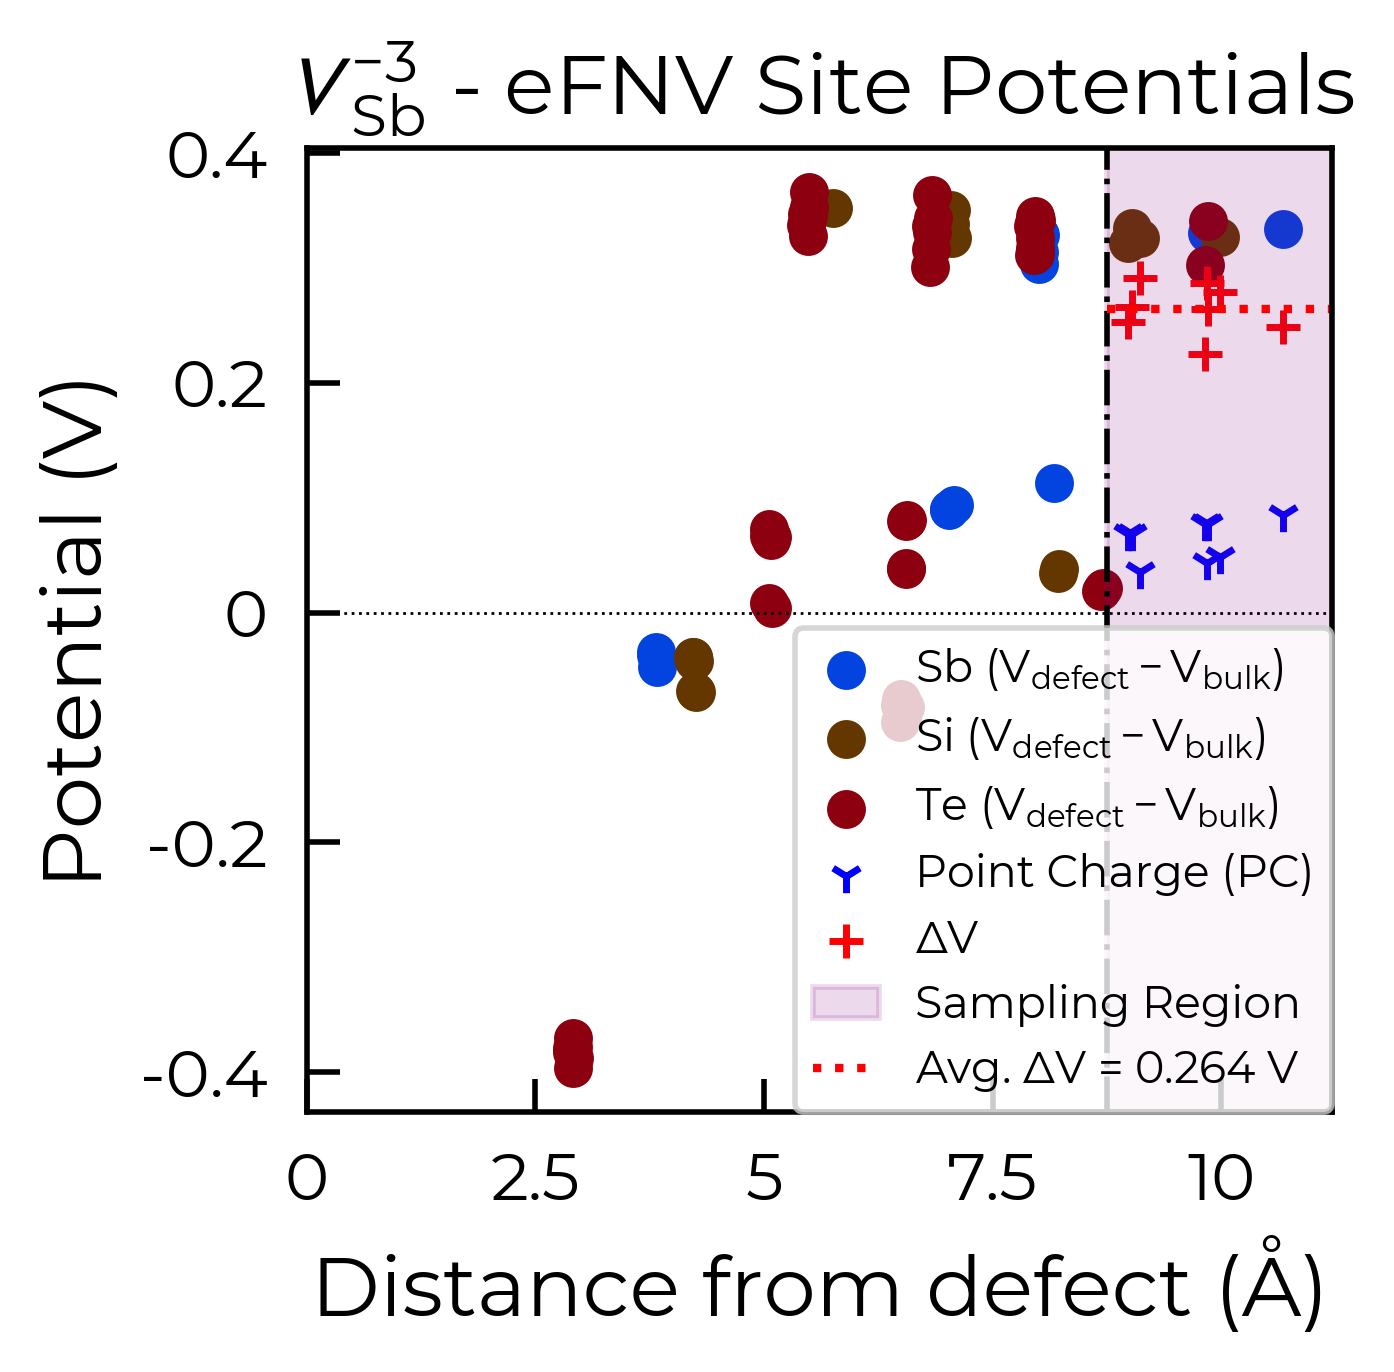 V_Sb^−3 - eFNV Site Potentials
0.4
0.2
0
-0.2
-0.4
Potential (V)
Sb (V_defect − V_bulk)
Si (V_defect − V_bulk)
Te (V_defect − V_bulk)
Point Charge (PC)
ΔV
Sampling Region
Avg. ΔV = 0.264 V
0 2.5 5 7.5 10
Distance from defect (Å)